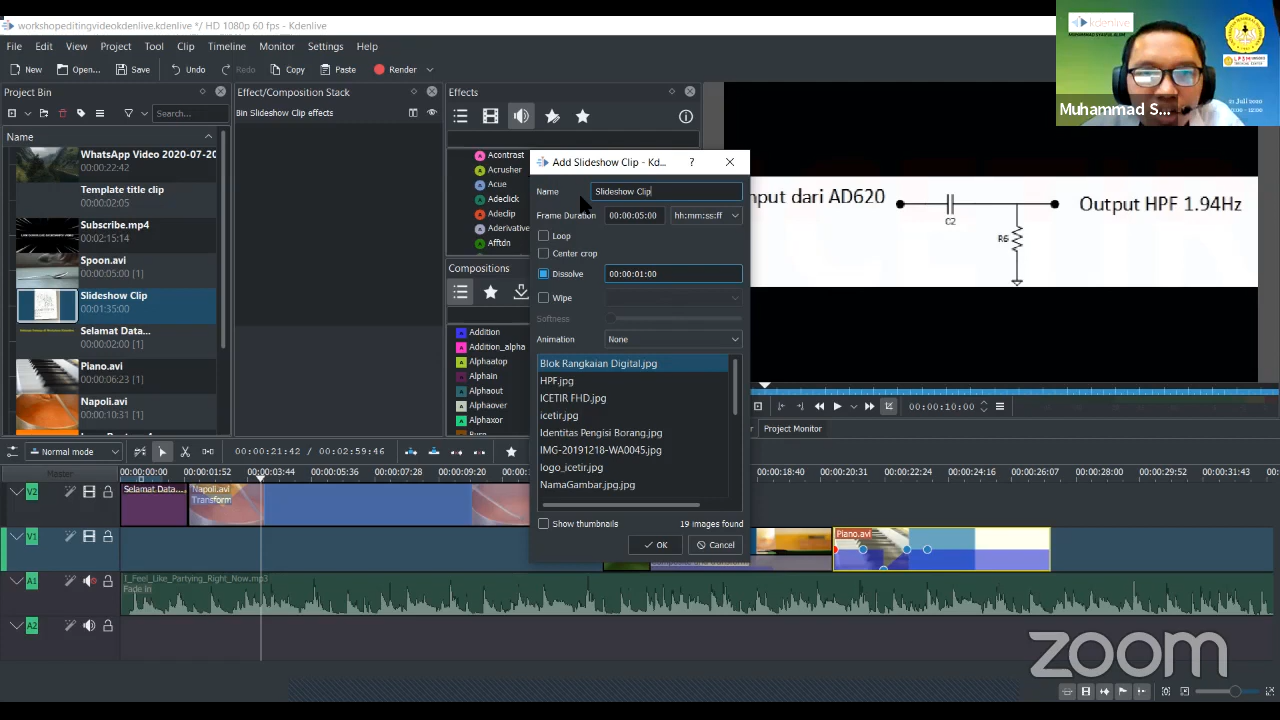 workshopeditingvideokdenlive.kdenlive */ HD 1080p 60 fps - Kdenlive
File Edit View Project Tool Clip Timeline Monitor Settings Help
New Open... Save Undo Redo Copy Paste Render
kdenlive
Muhammad S...
Project Bin
Search...
Name
WhatsApp Video 2020-07-20
00:00:22:42
Template title clip
00:00:05:00
Subscribe.mp4
00:02:15:14
Spoon.avi
00:00:05:00 [1]
Slideshow Clip
00:01:35:00
Selamat Data...
00:00:02:00 [1]
Piano.avi
00:00:06:23 [1]
Napoli.avi
00:00:10:31 [1]
Effect/Composition Stack
Bin Slideshow Clip effects
Effects
Acontrast
Acrusher
Acue
Adeclick
Adeclip
Aderivative
Afftdn
Compositions
Addition
Addition_alpha
Alphaatop
Alphain
Alphaout
Alphaover
Alphaxor
Add Slideshow Clip - Kd...
Name Slideshow Clip
Frame Duration 00:00:05:00 hh:mm:ss:ff
Loop
Center crop
Dissolve 00:00:01:00
Wipe
Softness
Animation None
Blok Rangkaian Digital.jpg
HPF.jpg
ICETIR FHD.jpg
icetir.jpg
Identitas Pengisi Borang.jpg
IMG-20191218-WA0045.jpg
logo_icetir.jpg
NamaGambar.jpg.jpg
Show thumbnails 19 images found
OK Cancel
nput dari AD620
C2
R6
Output HPF 1.94Hz
00:00:10:00
Project Monitor
Normal mode
00:00:21:42 / 00:02:59:46
Master
00:00:00:00 00:00:01:52 00:00:03:44 00:00:05:36 00:00:07:28 00:00:09:20 00:00:18:40 00:00:20:31 00:00:22:24 00:00:24:16 00:00:26:08 00:00:28:00 00:00:29:53 00:00:31:43
V2
Selamat Data...
Napoli.avi
Transform
V1
Piano.avi
A1
I_Feel_Like_Partying_Right_Now.mp3
Fade in
A2
zoom